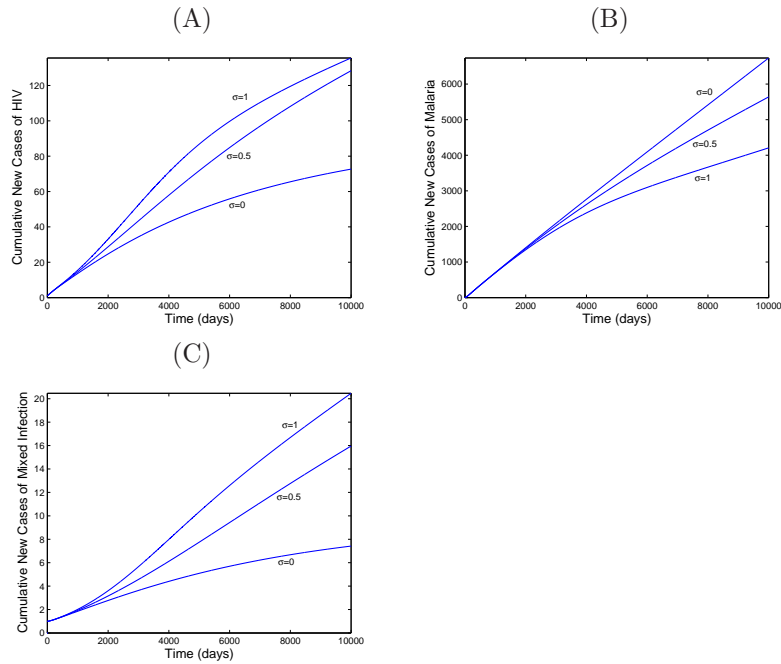 (A)
Cumulative New Cases of HIV
120
100
80
60
40
20
0
σ=1
σ=0.5
σ=0
0 2000 4000 6000 8000 10000
Time (days)
(B)
Cumulative New Cases of Malaria
6000
5000
4000
3000
2000
1000
0
σ=0
σ=0.5
σ=1
0 2000 4000 6000 8000 10000
Time (days)
(C)
Cumulative New Cases of Mixed Infection
20
18
16
14
12
10
8
6
4
2
0
σ=1
σ=0.5
σ=0
0 2000 4000 6000 8000 10000
Time (days)